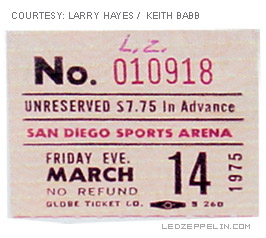 COURTESY: LARRY HAYES / KEITH BABB
L.Z.
No. 010918
UNRESERVED $7.75 In Advance
SAN DIEGO SPORTS ARENA
FRIDAY EVE.
MARCH 14 1975
NO REFUND
GLOBE TICKET CO. S 260
LEDZEPPELIN.COM